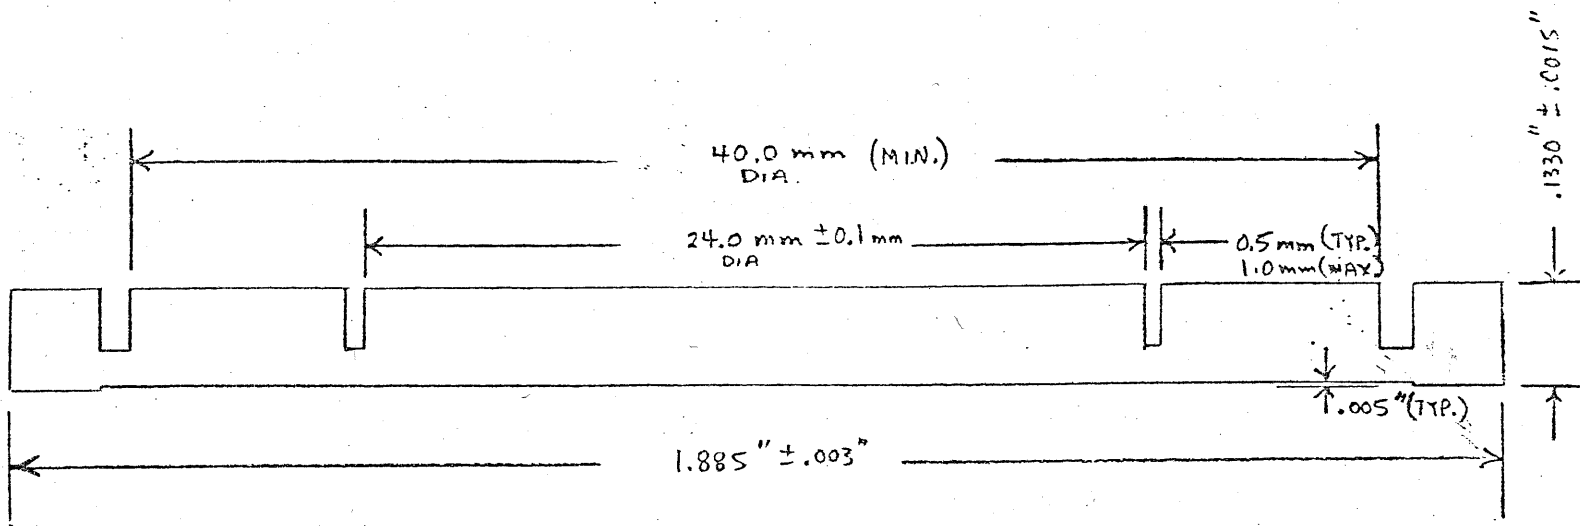 .1330" ± .0015"
40.0 mm (MIN.)
DIA.
24.0 mm ±0.1 mm
DIA
0.5 mm (TYP.)
1.0 mm (MAX)
.005" (TYP.)
1.885" ± .003"